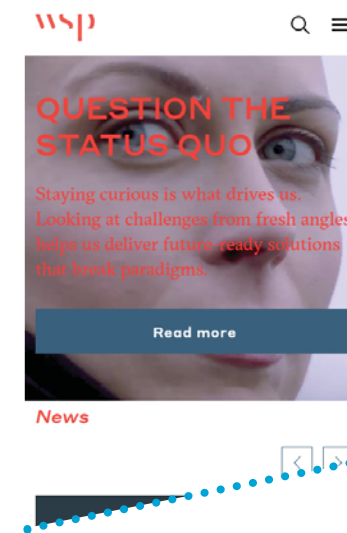 wsp
QUESTION THE
STATUS QUO
Staying curious is what drives us.
Looking at challenges from fresh angles
helps us deliver future-ready solutions
that break paradigms.
Read more
News